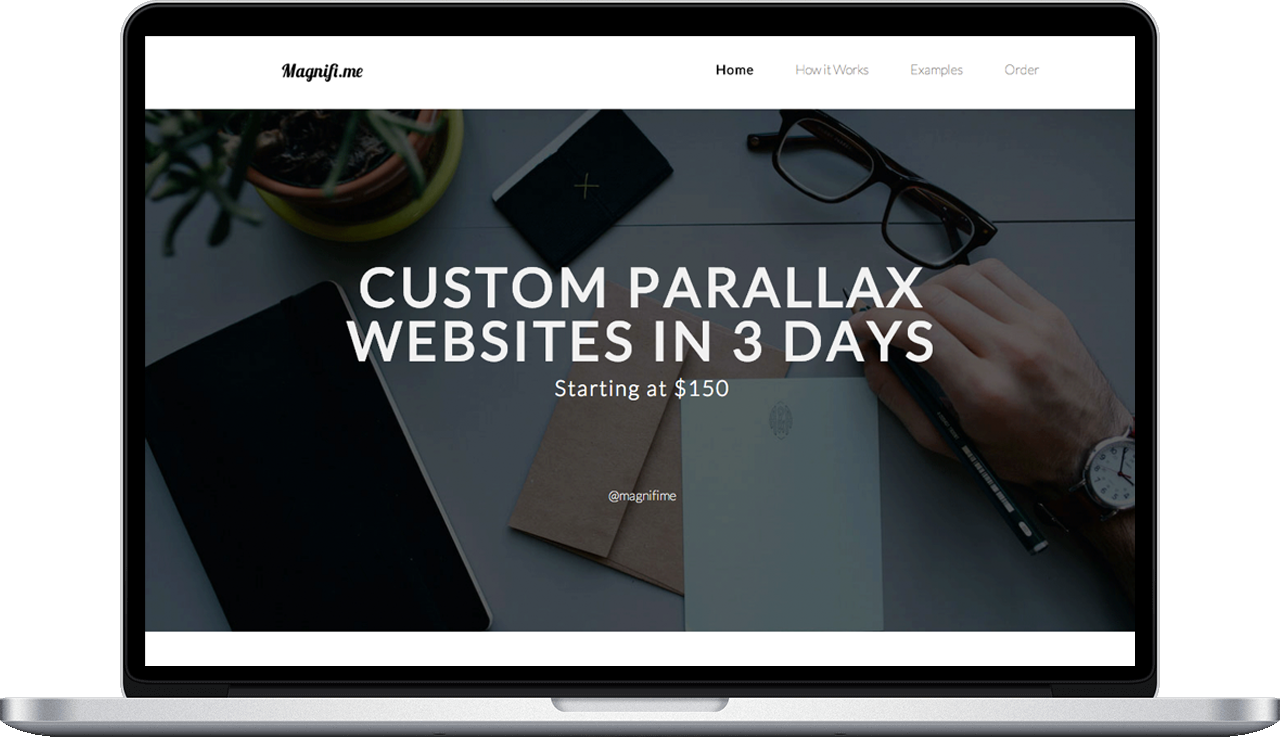 Magnifi.me
Home How it Works Examples Order
CUSTOM PARALLAX
WEBSITES IN 3 DAYS
Starting at $150
@magnifime